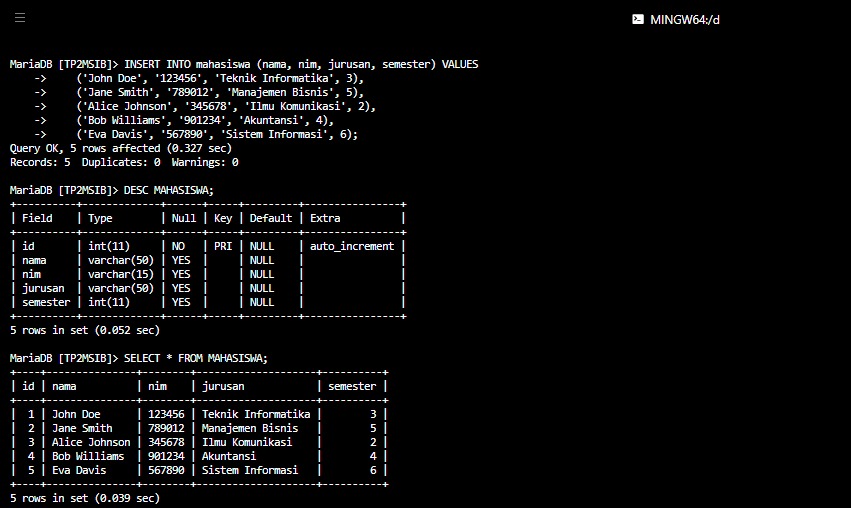 MINGW64:/d
MariaDB [TP2MSIB]> INSERT INTO mahasiswa (nama, nim, jurusan, semester) VALUES
    ->     ('John Doe', '123456', 'Teknik Informatika', 3),
    ->     ('Jane Smith', '789012', 'Manajemen Bisnis', 5),
    ->     ('Alice Johnson', '345678', 'Ilmu Komunikasi', 2),
    ->     ('Bob Williams', '901234', 'Akuntansi', 4),
    ->     ('Eva Davis', '567890', 'Sistem Informasi', 6);
Query OK, 5 rows affected (0.327 sec)
Records: 5  Duplicates: 0  Warnings: 0
MariaDB [TP2MSIB]> DESC MAHASISWA;
+----------+-------------+------+-----+---------+----------------+
| Field    | Type        | Null | Key | Default | Extra          |
+----------+-------------+------+-----+---------+----------------+
| id       | int(11)     | NO   | PRI | NULL    | auto_increment |
| nama     | varchar(50) | YES  |     | NULL    |                |
| nim      | varchar(15) | YES  |     | NULL    |                |
| jurusan  | varchar(50) | YES  |     | NULL    |                |
| semester | int(11)     | YES  |     | NULL    |                |
+----------+-------------+------+-----+---------+----------------+
5 rows in set (0.052 sec)
MariaDB [TP2MSIB]> SELECT * FROM MAHASISWA;
+----+---------------+--------+--------------------+----------+
| id | nama          | nim    | jurusan            | semester |
+----+---------------+--------+--------------------+----------+
|  1 | John Doe      | 123456 | Teknik Informatika |        3 |
|  2 | Jane Smith    | 789012 | Manajemen Bisnis   |        5 |
|  3 | Alice Johnson | 345678 | Ilmu Komunikasi    |        2 |
|  4 | Bob Williams  | 901234 | Akuntansi          |        4 |
|  5 | Eva Davis     | 567890 | Sistem Informasi   |        6 |
+----+---------------+--------+--------------------+----------+
5 rows in set (0.039 sec)